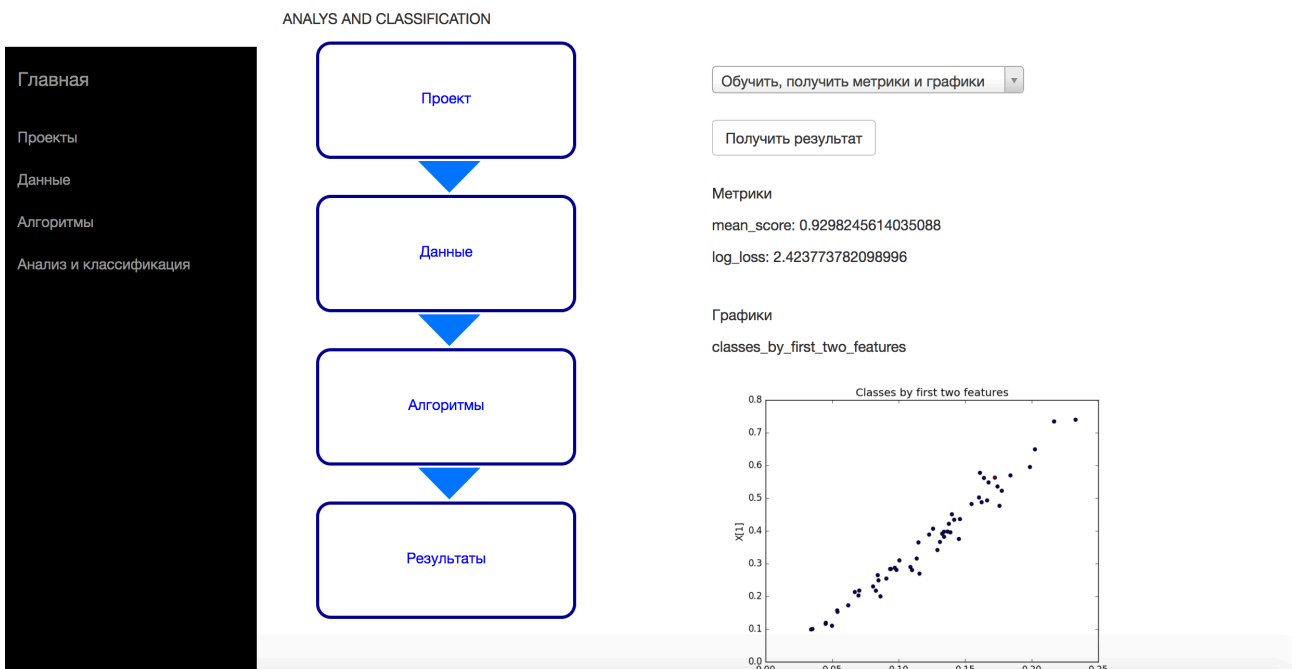 ANALYS AND CLASSIFICATION
Главная
Проекты
Данные
Алгоритмы
Анализ и классификация
Проект
Данные
Алгоритмы
Результаты
Обучить, получить метрики и графики
Получить результат
Метрики
mean_score: 0.9298245614035088
log_loss: 2.423773782098996
Графики
classes_by_first_two_features
Classes by first two features
0.8
0.7
0.6
0.5
X[1]
0.4
0.3
0.2
0.1
0.0
0.00 0.05 0.10 0.15 0.20 0.25